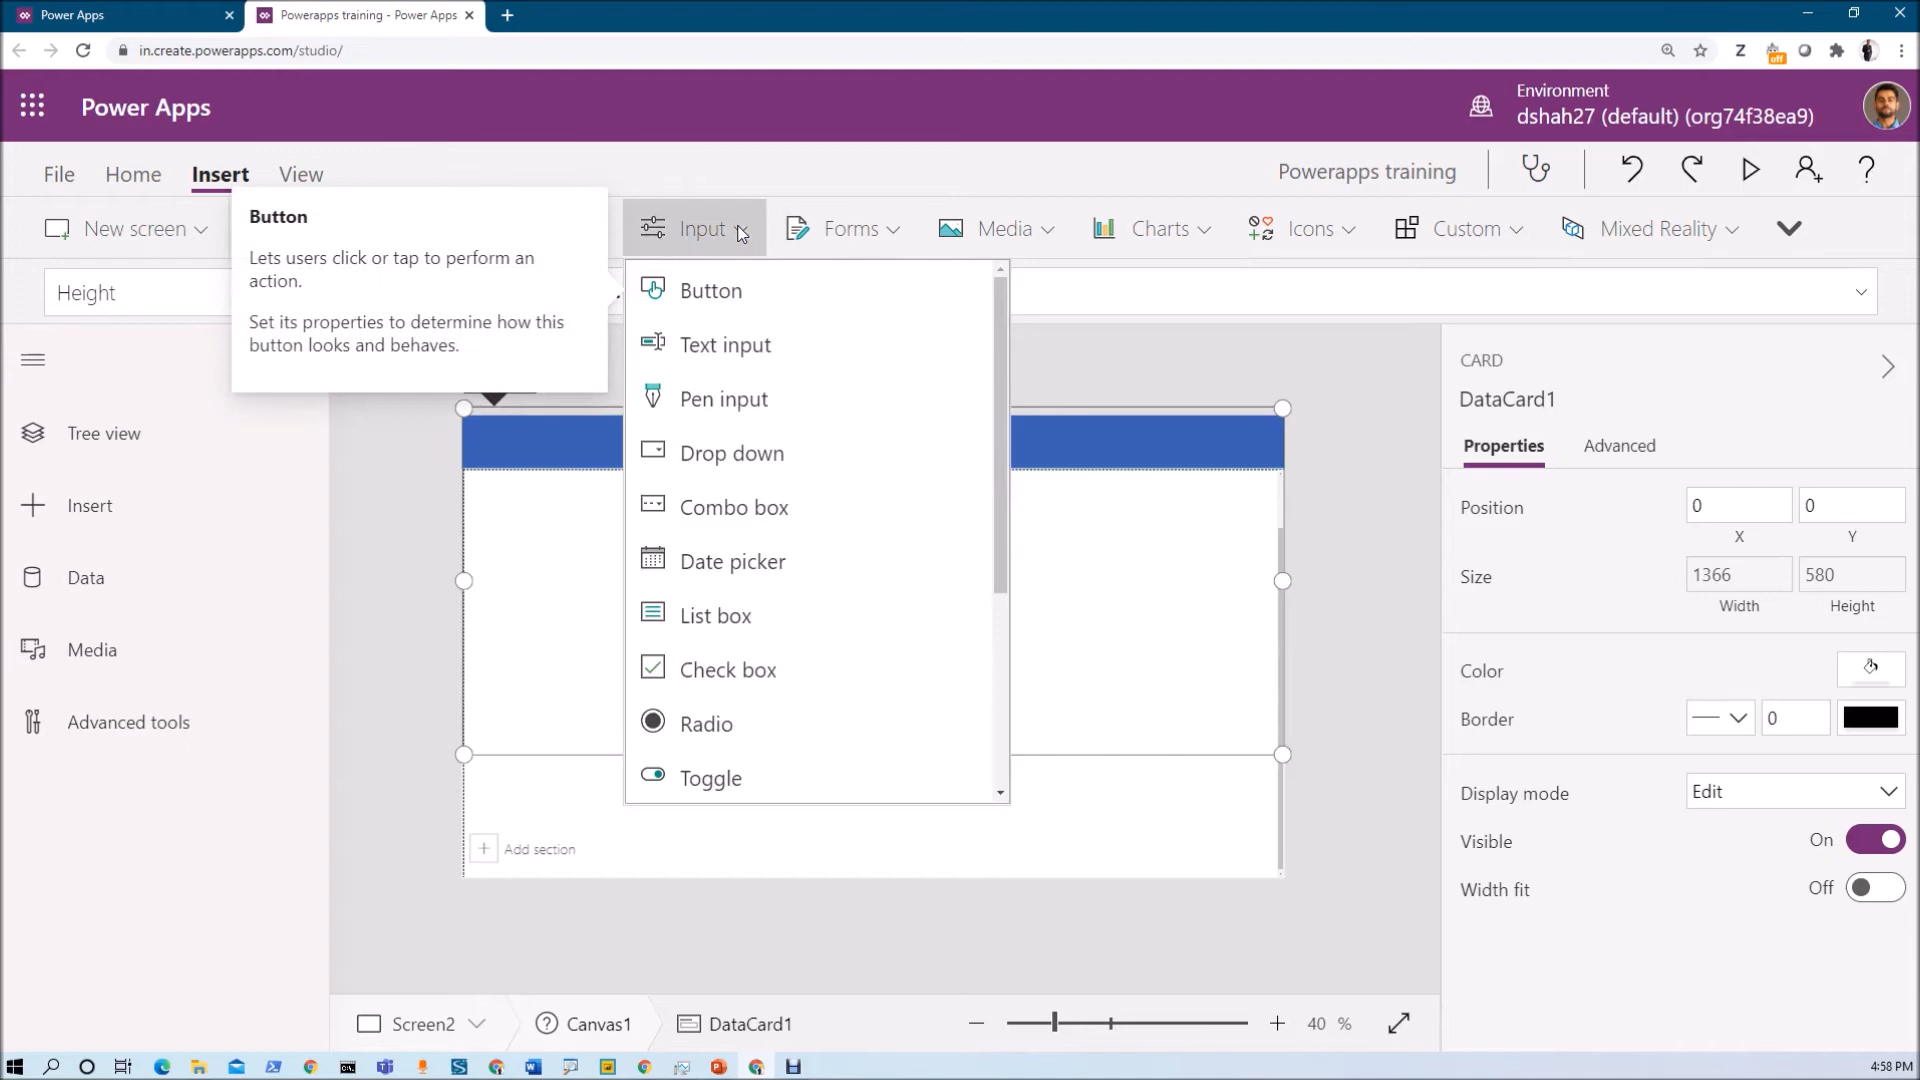 Power Apps
Powerapps training - Power Apps
in.create.powerapps.com/studio/
Z
off
Power Apps
Environment
dshah27 (default) (org74f38ea9)
File
Home
Insert
View
Powerapps training
New screen
Input
Forms
Media
Charts
Icons
Custom
Mixed Reality
Button
Lets users click or tap to perform an
action.
Set its properties to determine how this
button looks and behaves.
Height
Button
Text input
Pen input
Drop down
Combo box
Date picker
List box
Check box
Radio
Toggle
Tree view
Insert
Data
Media
Advanced tools
Add section
CARD
DataCard1
Properties
Advanced
Position
0
0
X
Y
Size
1366
580
Width
Height
Color
Border
0
Display mode
Edit
Visible
On
Width fit
Off
Screen2
Canvas1
DataCard1
40 %
4:58 PM